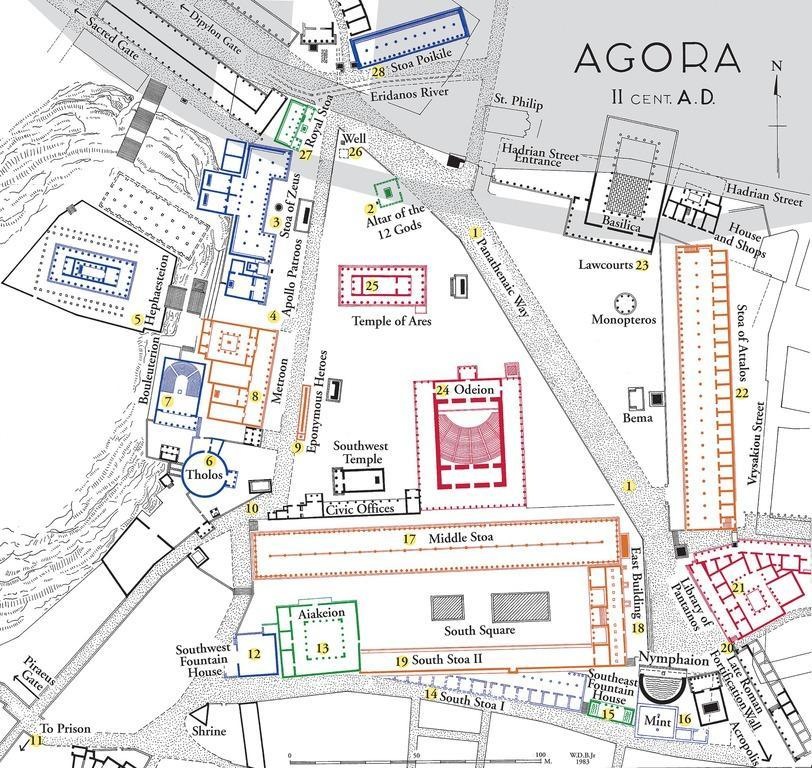 AGORA
II CENT. A.D.
N
Dipylon Gate
Sacred Gate
28 Stoa Poikile
Eridanos River
St. Philip
Royal Stoa
27
Well
26
Hadrian Street
Entrance
Hadrian Street
2
Altar of the
12 Gods
3
Stoa of Zeus
1
Panathenaic Way
Basilica
House
and Shops
Lawcourts 23
Hephaesteion
5
Apollo Patroos
4
25
Temple of Ares
Monopteros
Stoa of Attalos
22
Bouleuterion
7
8
Metroon
Eponymous Heroes
9
24 Odeion
Bema
Vrysakiou Street
6
Tholos
Southwest
Temple
10
Civic Offices
1
17 Middle Stoa
East Building
18
Library of
Pantainos
21
Aiakeion
13
South Square
Southwest
Fountain
House
12
19 South Stoa II
20
Nymphaion
Late Roman
Fortification Wall
Southeast
Fountain
House
15
14
South Stoa I
Mint 16
Acropolis
Piraeus
Gate
To Prison
11
Shrine
0
50
100
M.
W.D.B.Jr
1983